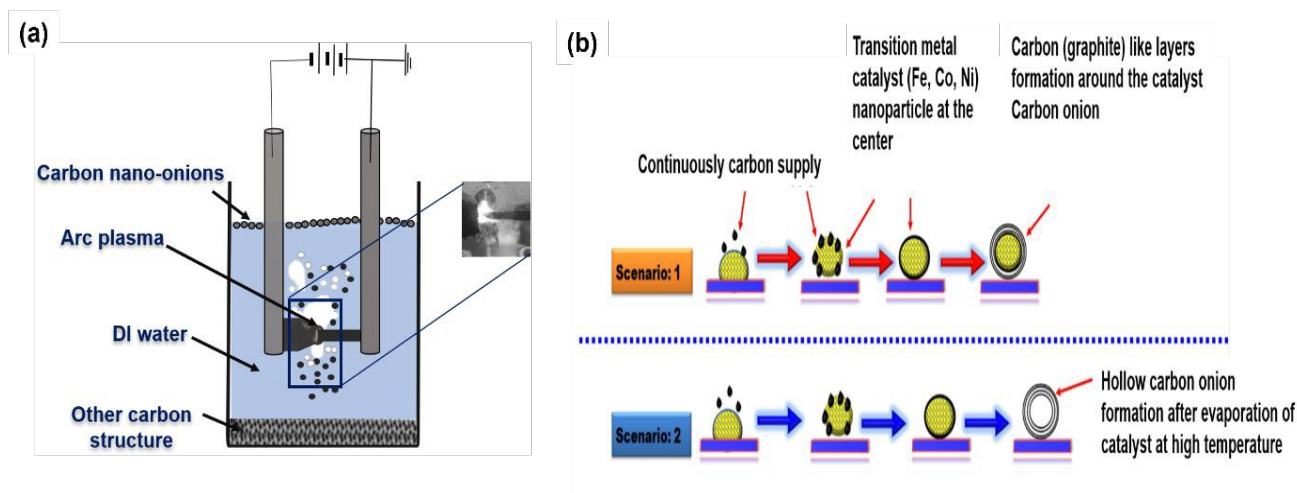 (a)
Carbon nano-onions
Arc plasma
DI water
Other carbon
structure
(b)
Transition metal
catalyst (Fe, Co, Ni)
nanoparticle at the
center
Carbon (graphite) like layers
formation around the catalyst
Carbon onion
Continuously carbon supply
Scenario: 1
Scenario: 2
Hollow carbon onion
formation after evaporation of
catalyst at high temperature